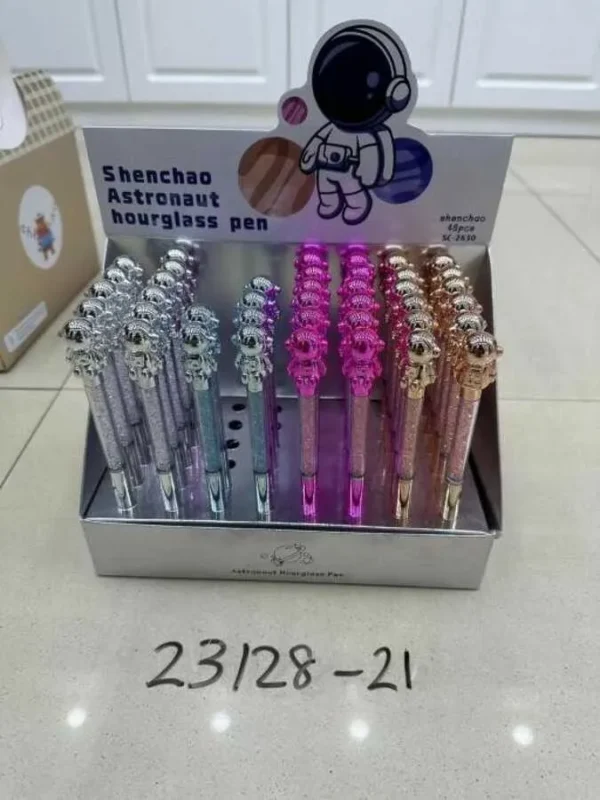 Shenchao
Astronaut
hourglass pen
shenchao
48pcs
SC-2630
Astronaut Hourglass Pen
23128-21